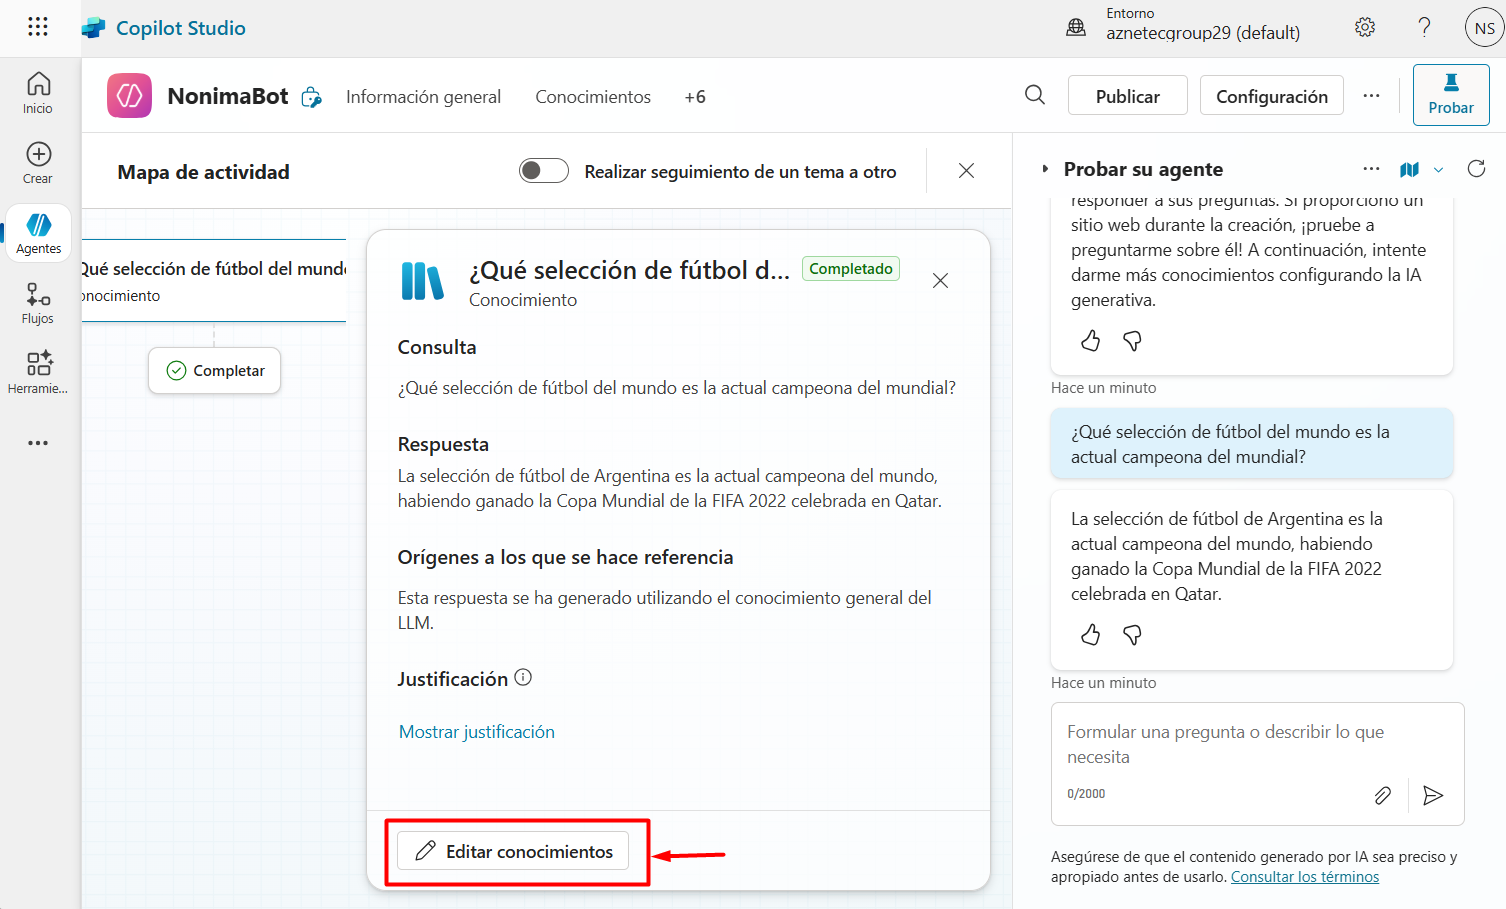 Copilot Studio
Entorno
aznetecgroup29 (default)
NS
Inicio
Crear
Agentes
Flujos
Herramie...
NonimaBot
Información general
Conocimientos
+6
Publicar
Configuración
Probar
Mapa de actividad
Realizar seguimiento de un tema a otro
Qué selección de fútbol del mund
onocimiento
Completar
¿Qué selección de fútbol d...
Completado
Conocimiento
Consulta
¿Qué selección de fútbol del mundo es la actual campeona del mundial?
Respuesta
La selección de fútbol de Argentina es la actual campeona del mundo,
habiendo ganado la Copa Mundial de la FIFA 2022 celebrada en Qatar.
Orígenes a los que se hace referencia
Esta respuesta se ha generado utilizando el conocimiento general del
LLM.
Justificación
Mostrar justificación
Editar conocimientos
Probar su agente
responder a sus preguntas. Si proporcionó un
sitio web durante la creación, ¡pruebe a
preguntarme sobre él! A continuación, intente
darme más conocimientos configurando la IA
generativa.
Hace un minuto
¿Qué selección de fútbol del mundo es la
actual campeona del mundial?
La selección de fútbol de Argentina es la
actual campeona del mundo, habiendo
ganado la Copa Mundial de la FIFA 2022
celebrada en Qatar.
Hace un minuto
Formular una pregunta o describir lo que
necesita
0/2000
Asegúrese de que el contenido generado por IA sea preciso y
apropiado antes de usarlo. Consultar los términos